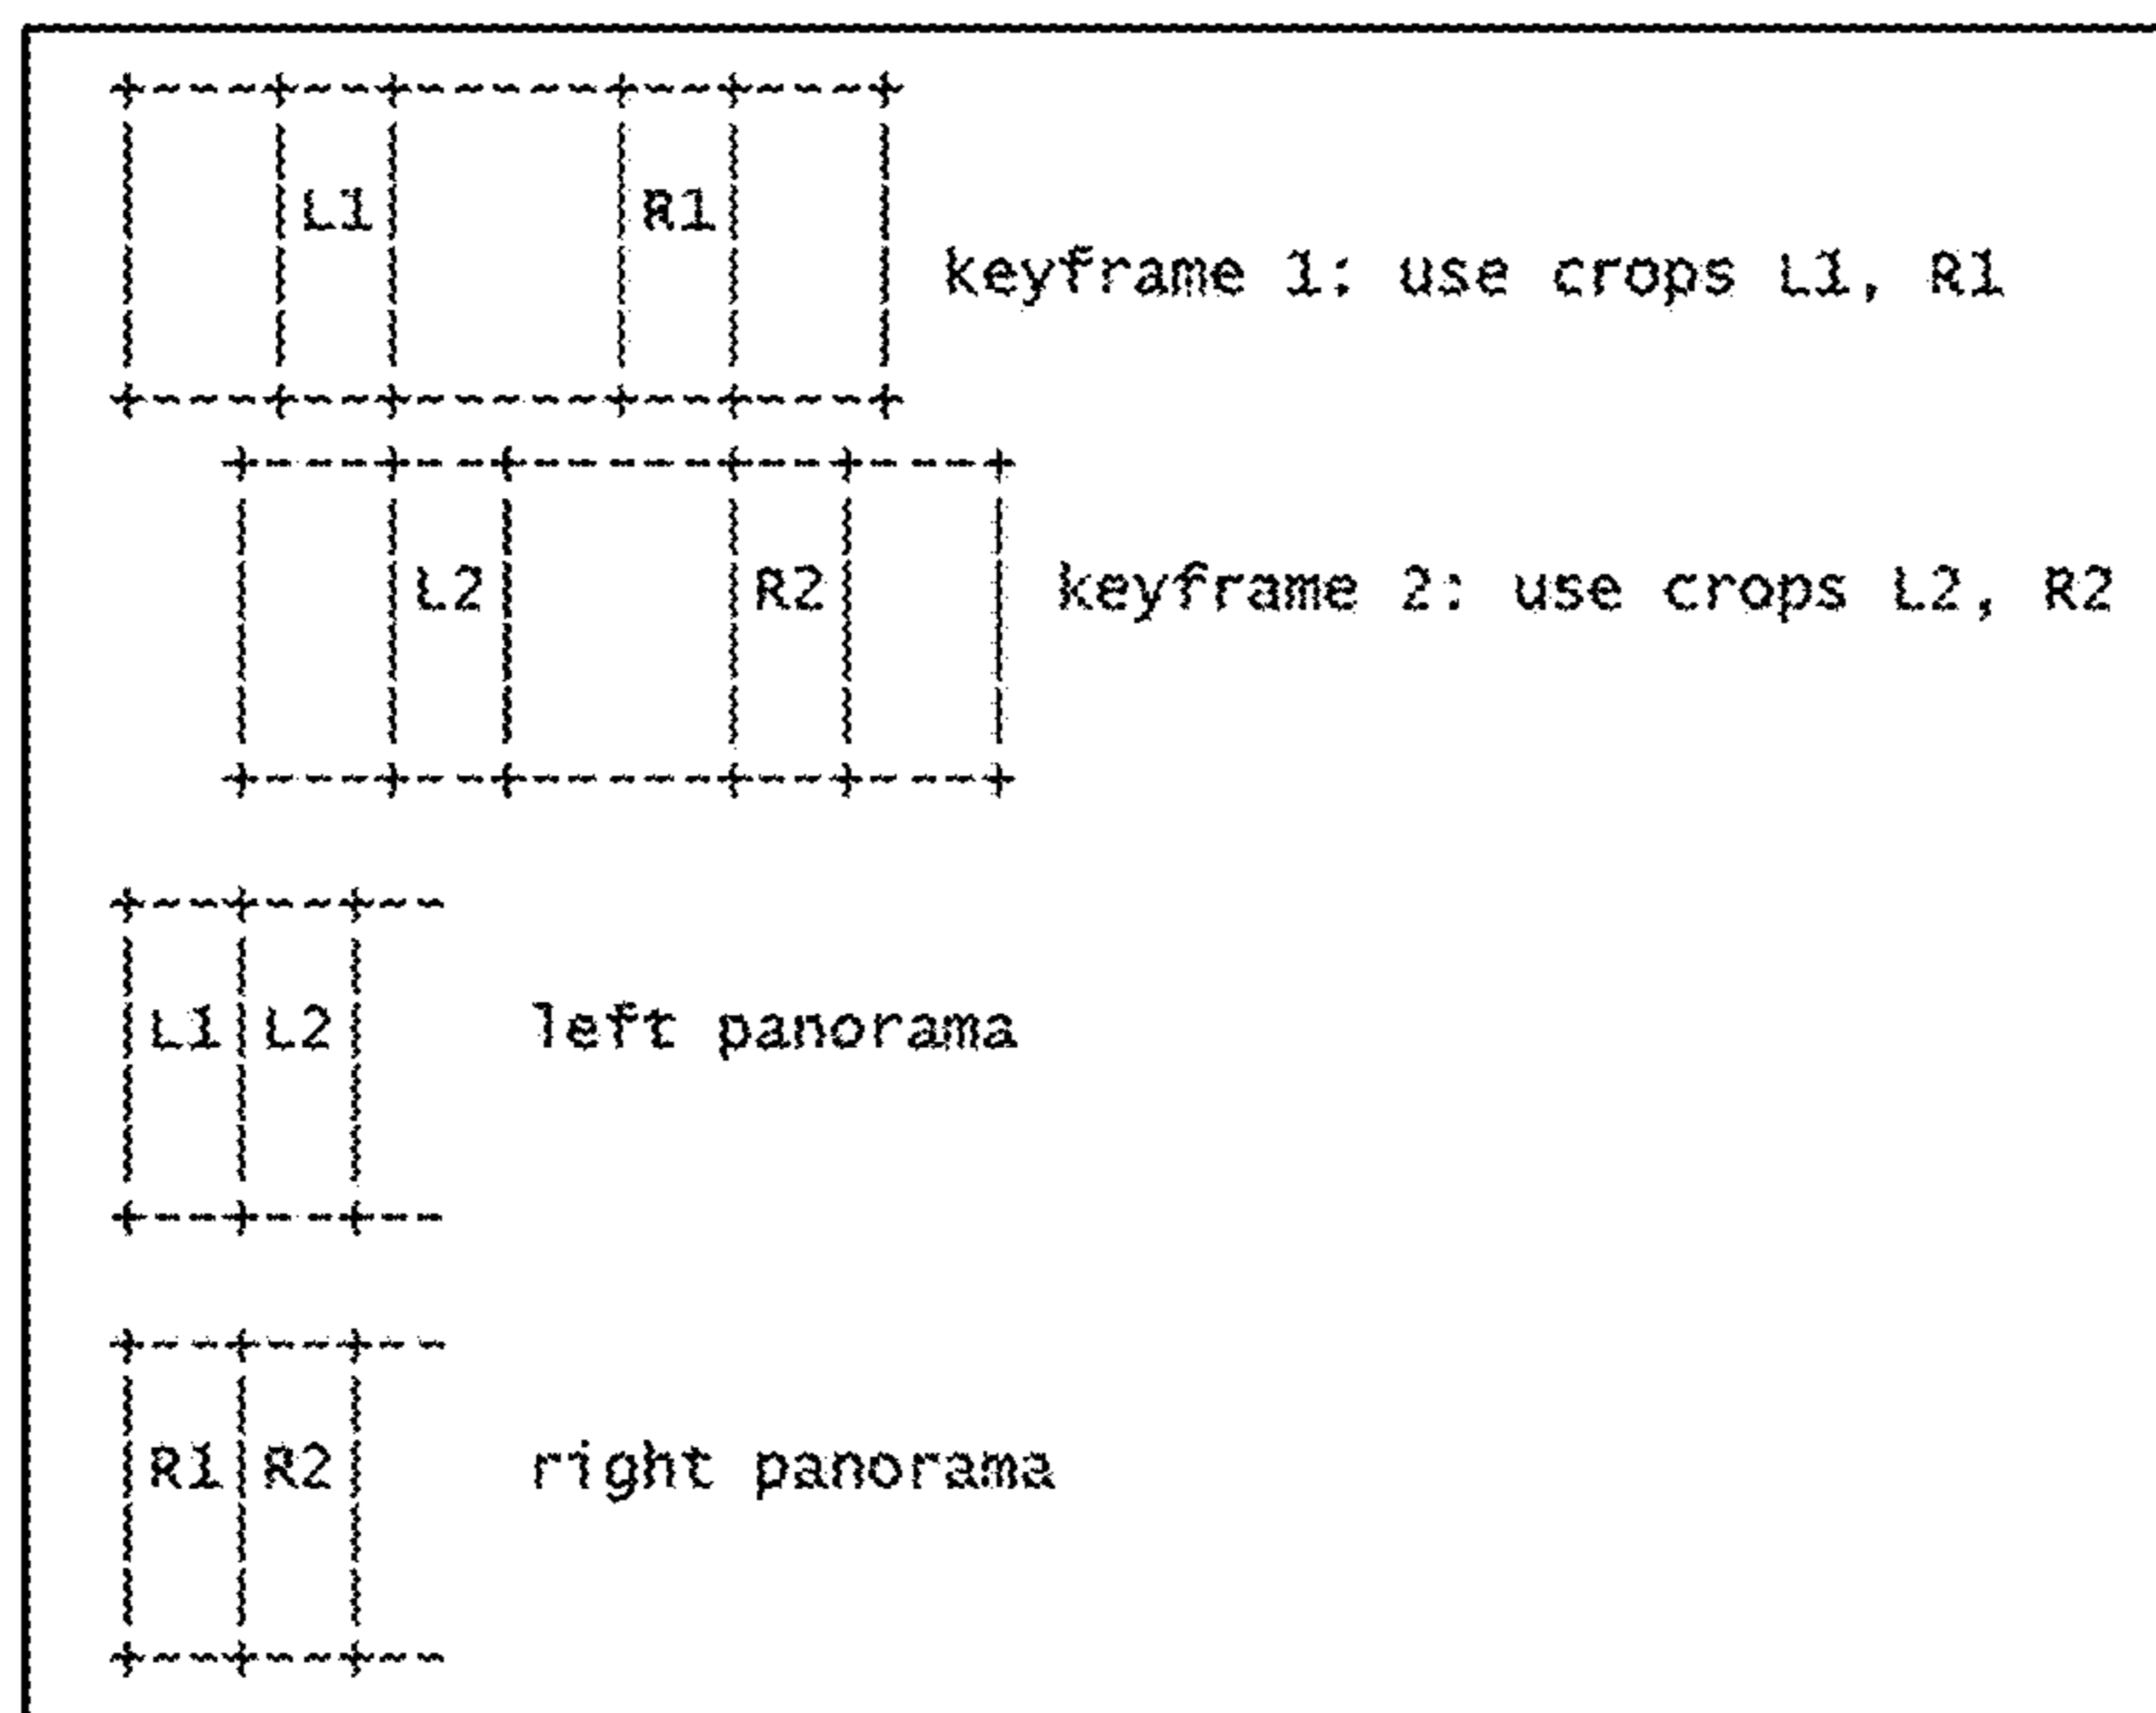 L1 R1
keyframe 1: use crops L1, R1
L2 R2 keyframe 2: use crops L2, R2
L1 L2 left panorama
R1 R2 right panorama